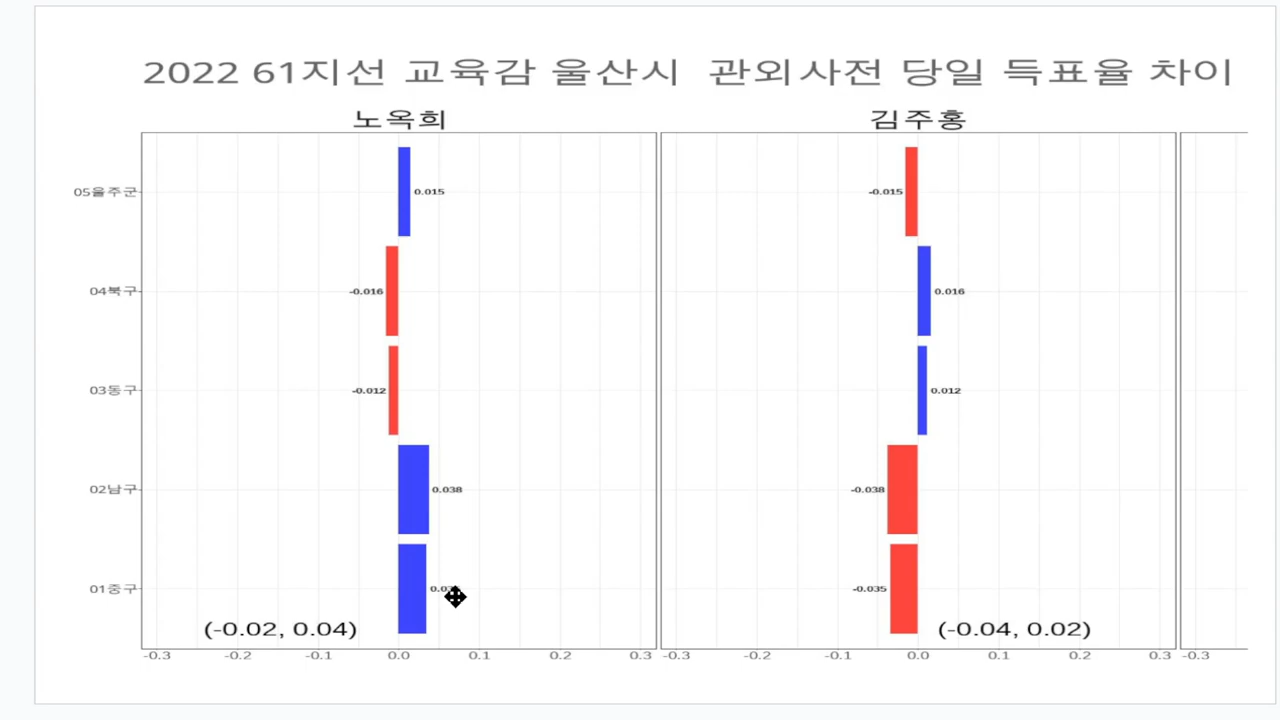 2022 61지선 교육감 울산시 관외사전 당일 득표율 차이
노옥희
김주홍
05울주군
0.015
-0.015
04북구
-0.016
0.016
03동구
-0.012
0.012
02남구
0.038
-0.038
01중구
-0.035
(-0.02, 0.04)
(-0.04, 0.02)
-0.3 -0.2 -0.1 0.0 0.1 0.2 0.3
-0.3 -0.2 -0.1 0.0 0.1 0.2 0.3
-0.3